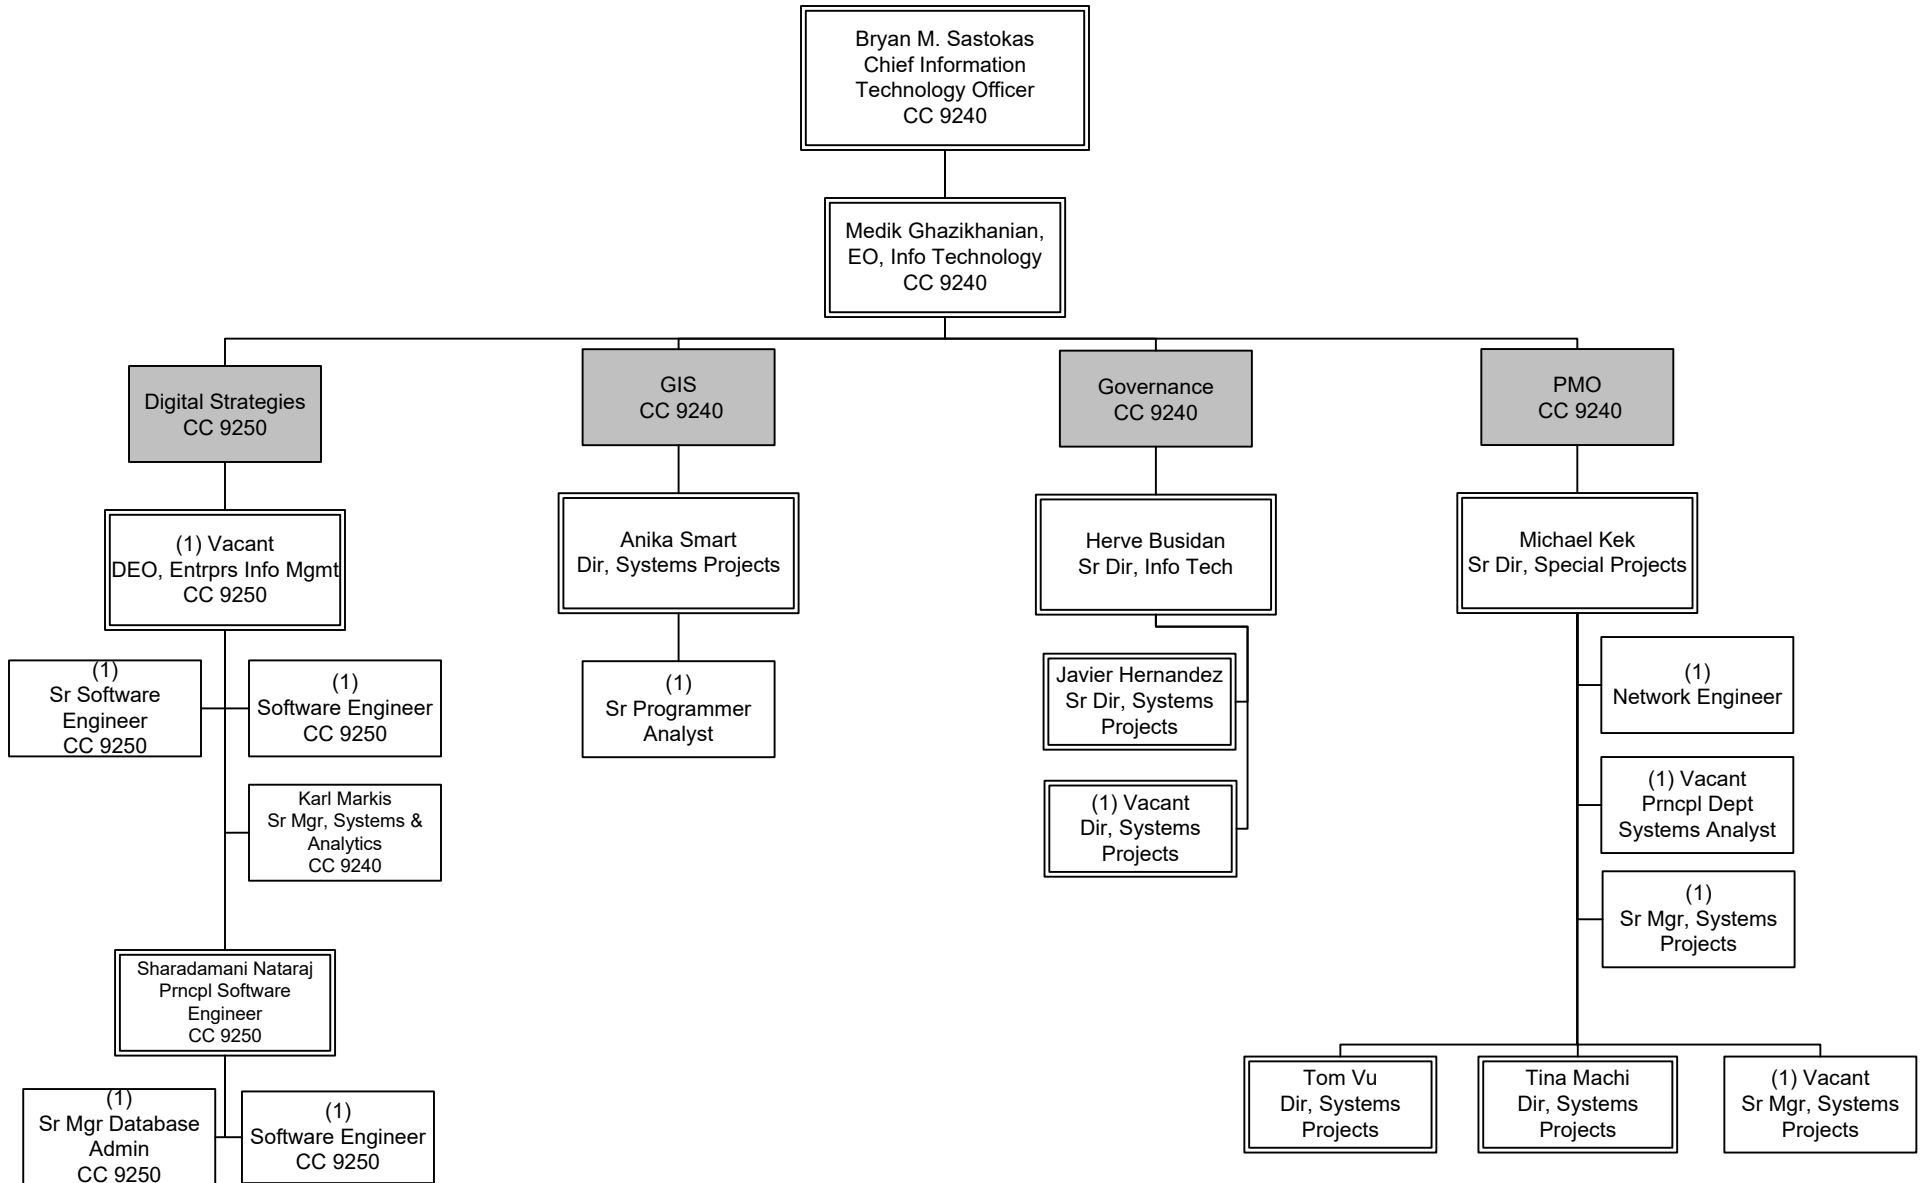 Bryan M. Sastokas
Chief Information
Technology Officer
CC 9240
Medik Ghazikhanian,
EO, Info Technology
CC 9240
Digital Strategies
CC 9250
GIS
CC 9240
Governance
CC 9240
PMO
CC 9240
(1) Vacant
DEO, Entrprs Info Mgmt
CC 9250
Anika Smart
Dir, Systems Projects
Herve Busidan
Sr Dir, Info Tech
Michael Kek
Sr Dir, Special Projects
(1)
Sr Software
Engineer
CC 9250
(1)
Software Engineer
CC 9250
(1)
Sr Programmer
Analyst
Javier Hernandez
Sr Dir, Systems
Projects
(1)
Network Engineer
Karl Markis
Sr Mgr, Systems &
Analytics
CC 9240
(1) Vacant
Dir, Systems
Projects
(1) Vacant
Prncpl Dept
Systems Analyst
(1)
Sr Mgr, Systems
Projects
Sharadamani Nataraj
Prncpl Software
Engineer
CC 9250
(1)
Sr Mgr Database
Admin
CC 9250
(1)
Software Engineer
CC 9250
Tom Vu
Dir, Systems
Projects
Tina Machi
Dir, Systems
Projects
(1) Vacant
Sr Mgr, Systems
Projects